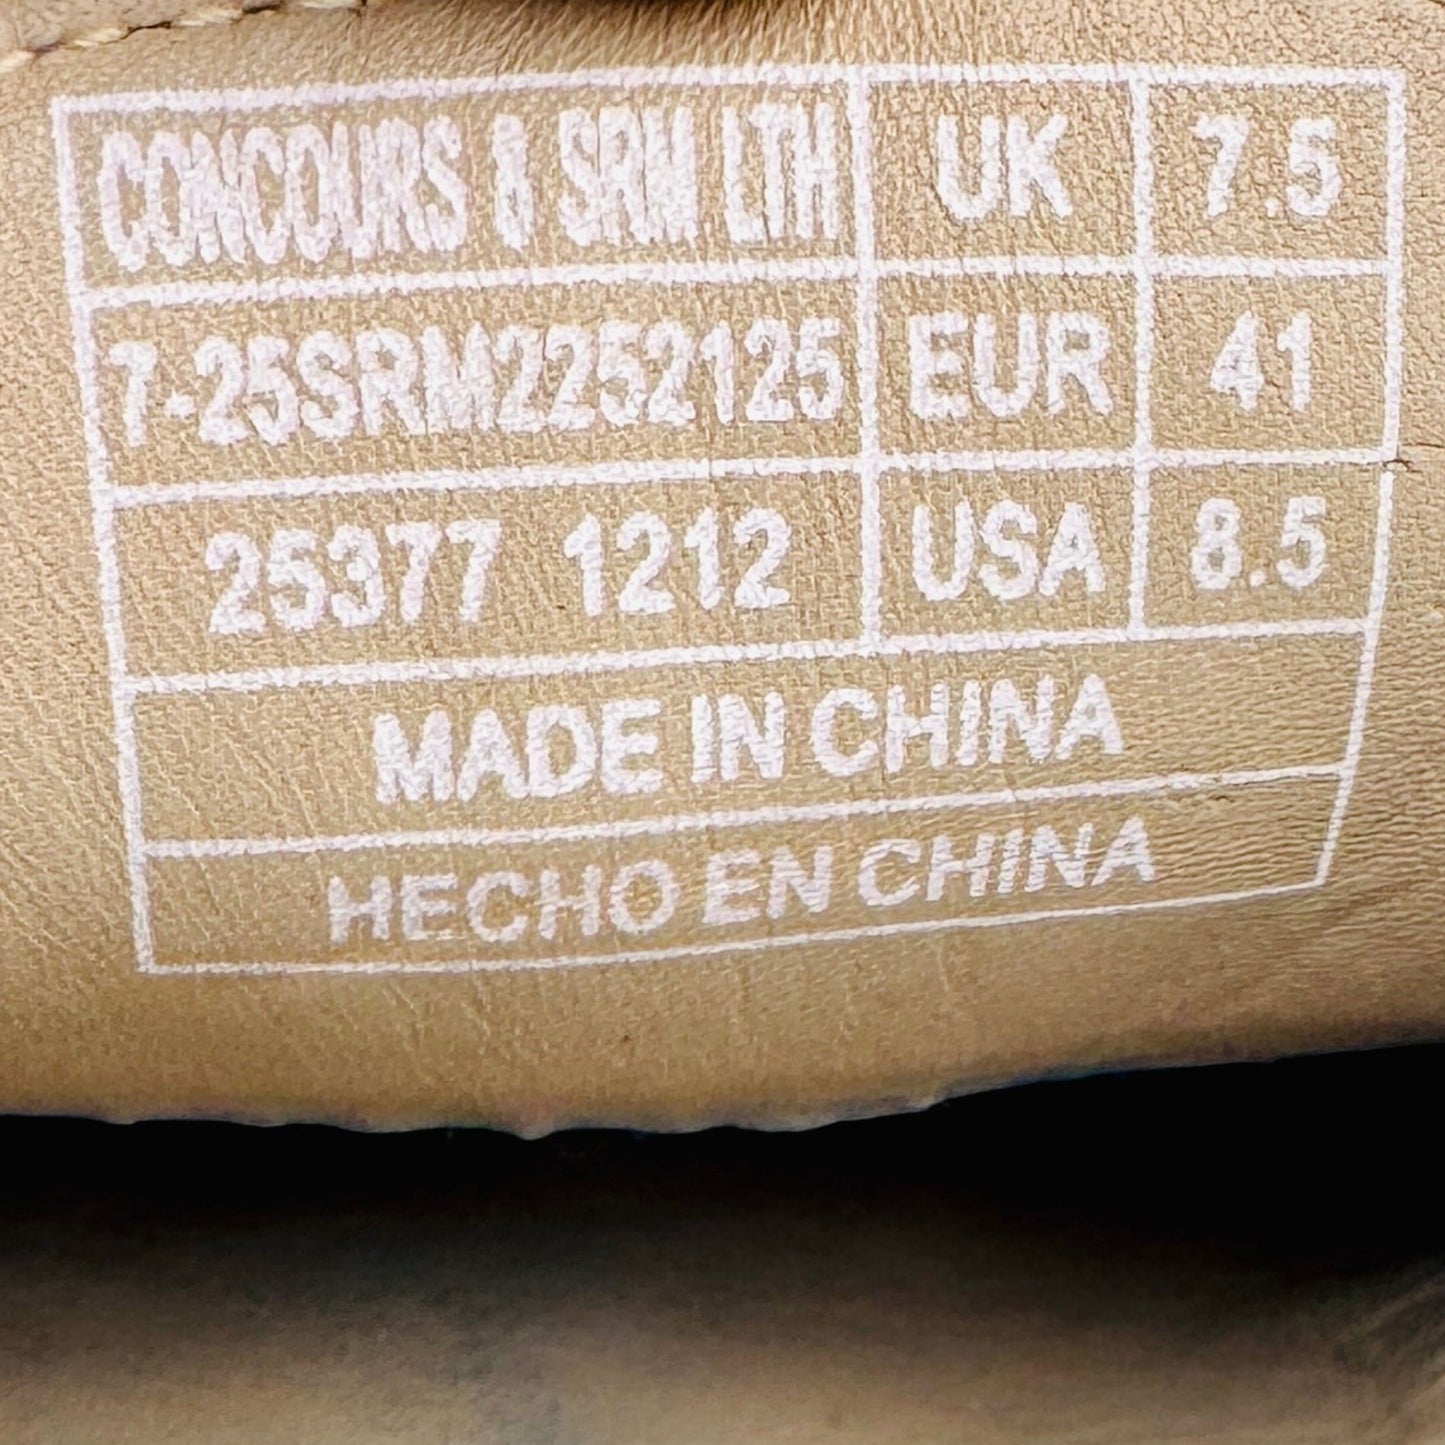 CONCOURS 8 SRM LTH UK 7.5
7-25SRM2252125 EUR 41
25377 1212 USA 8.5
MADE IN CHINA
HECHO EN CHINA